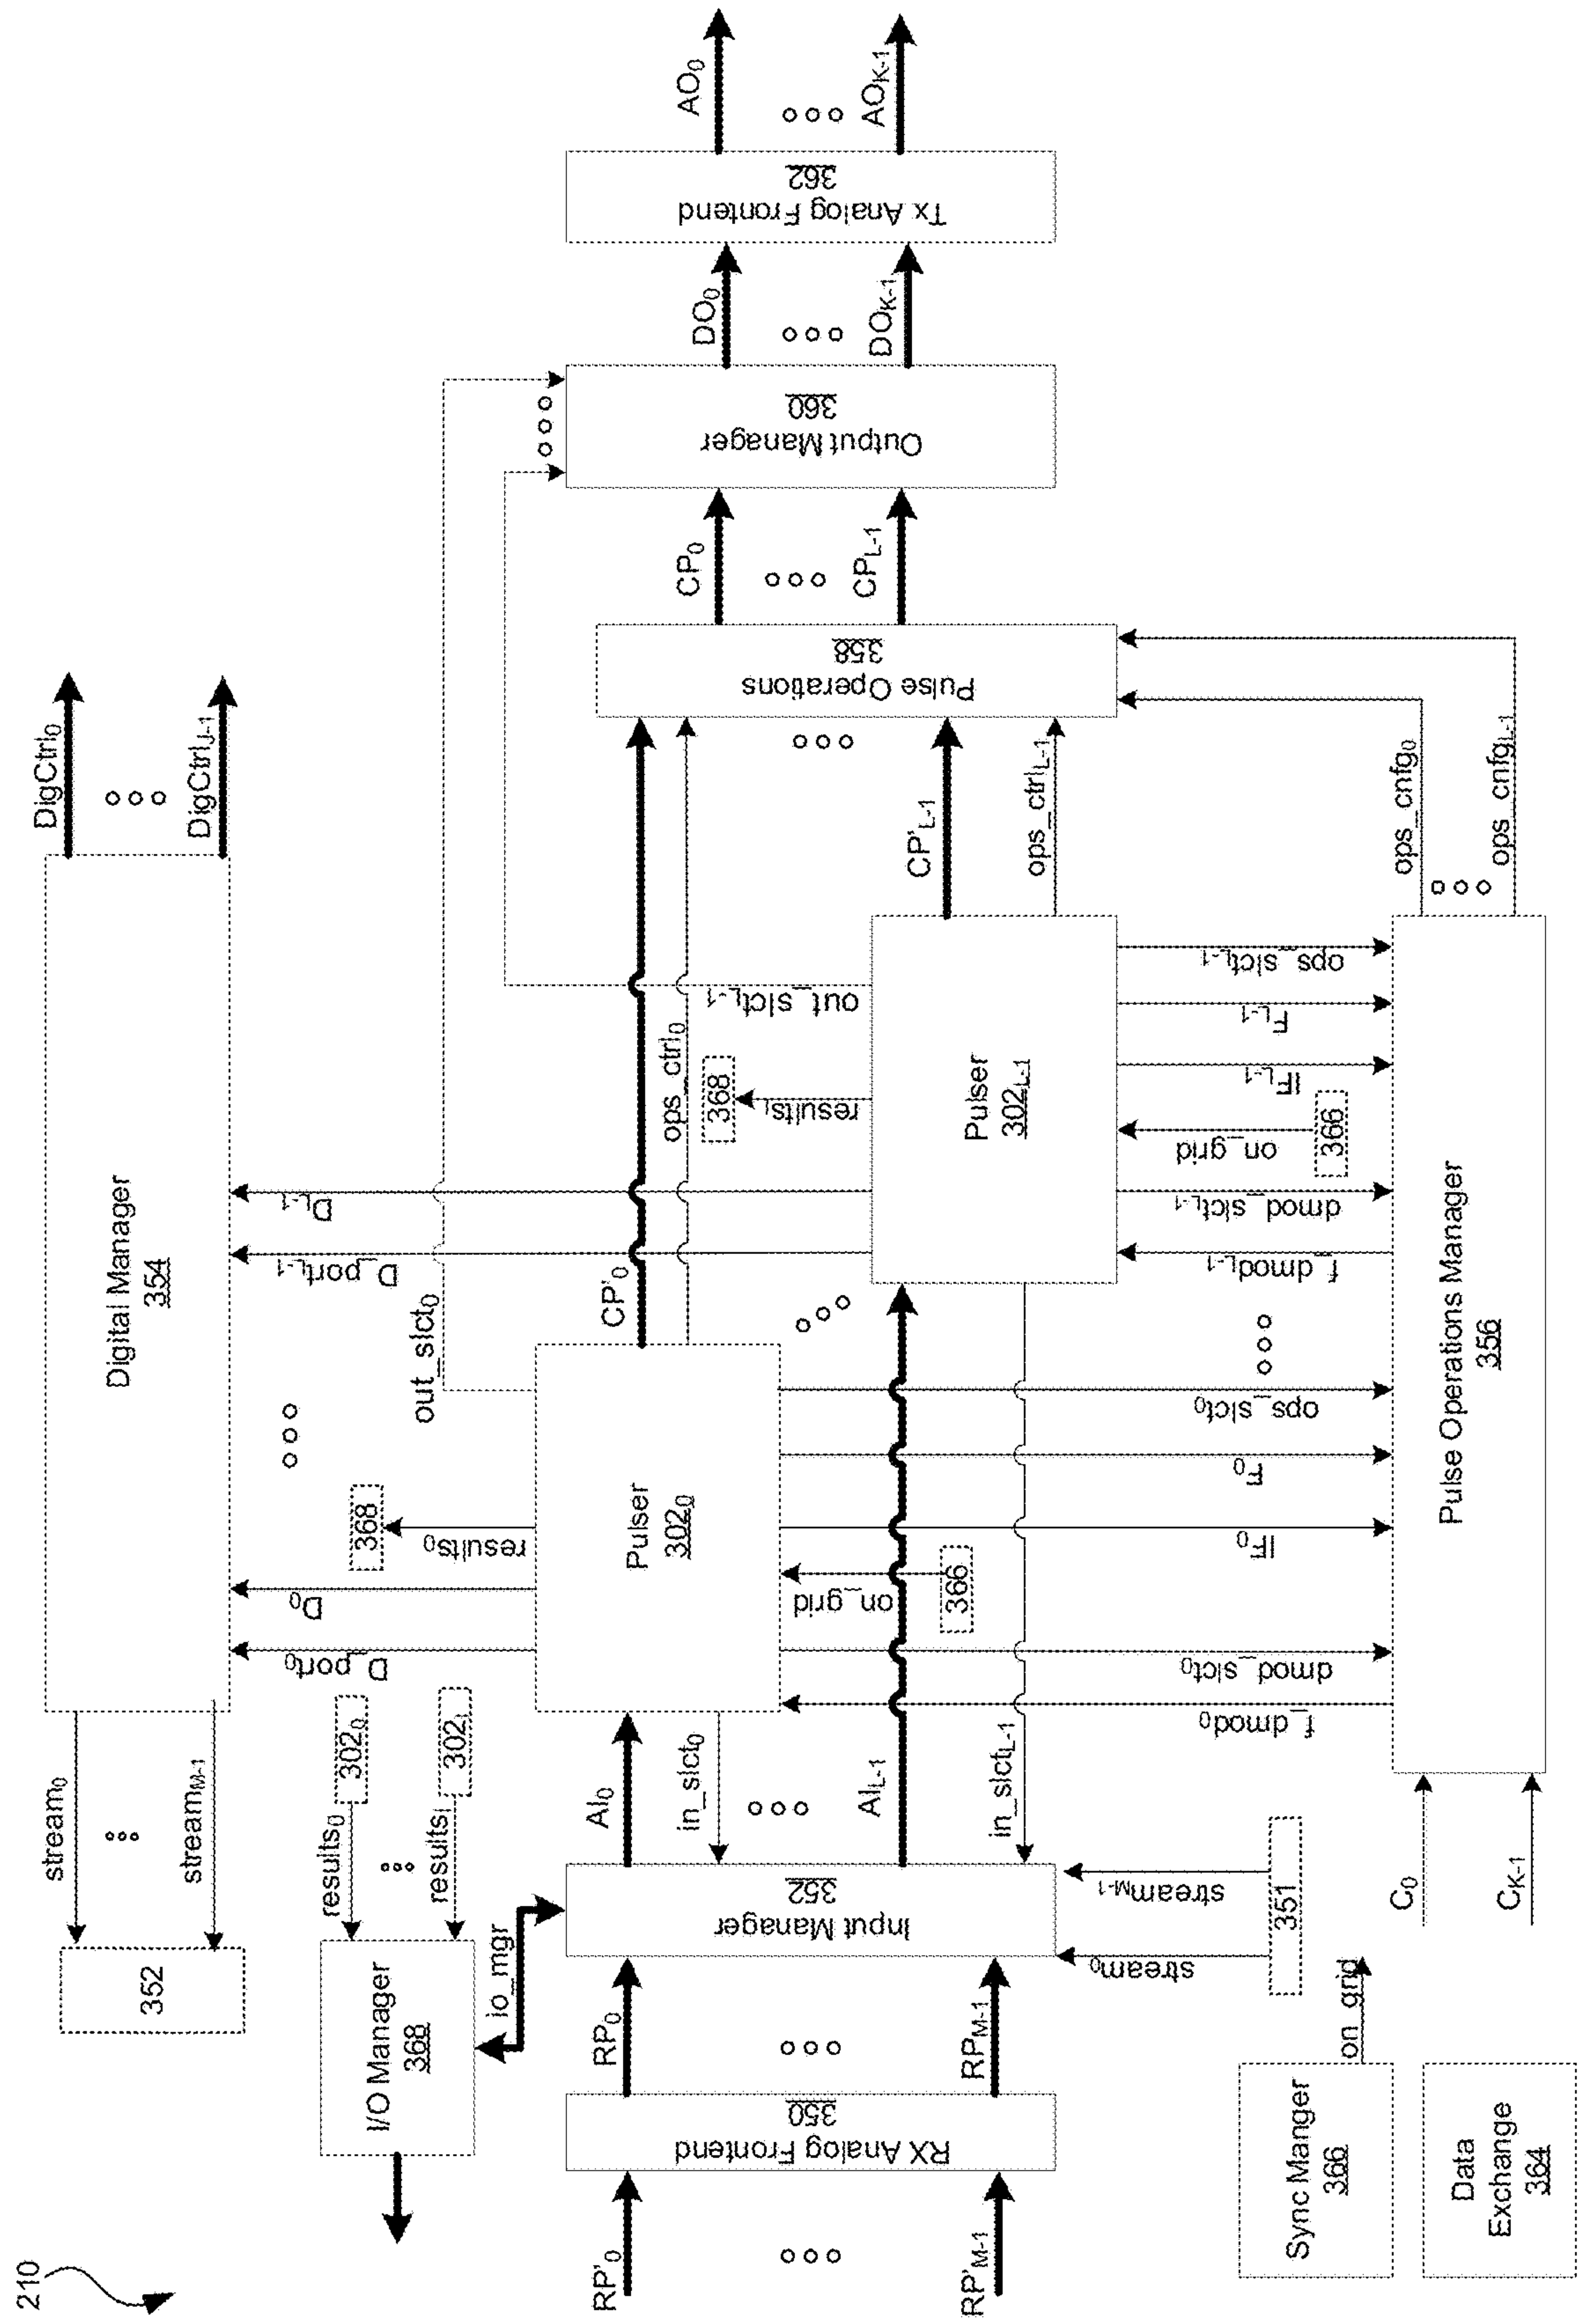 210
DigCtrl0
DigCtrlJ-1
Digital Manager
354
stream0
streamM-1
352
results0
3020
resultsl
302l
I/O Manager
368
io_mgr
D_port0
D0
results0
368
out_slct0
D_portL-1
DL-1
RP'0
RP'M-1
RX Analog Frontend
350
RP0
RPM-1
Input Manager
352
AI0
in_slct0
AIL-1
in_slctL-1
stream0
streamM-1
351
Pulser
3020
CP'0
ops_ctrl0
on_grid
366
f_dmod0
dmod_slct0
IF0
F0
ops_slct0
resultsl
368
out_slctL-1
Pulser
302L-1
CP'L-1
ops_ctrlL-1
f_dmodL-1
dmod_slctL-1
on_grid
366
IFL-1
FL-1
ops_slctL-1
Pulse Operations
358
CP0
CPL-1
Output Manager
360
DO0
DOK-1
Tx Analog Frontend
362
AO0
AOK-1
Sync Manger
366
on_grid
Data
Exchange
364
C0
CK-1
Pulse Operations Manager
356
ops_cnfg0
ops_cnfgL-1